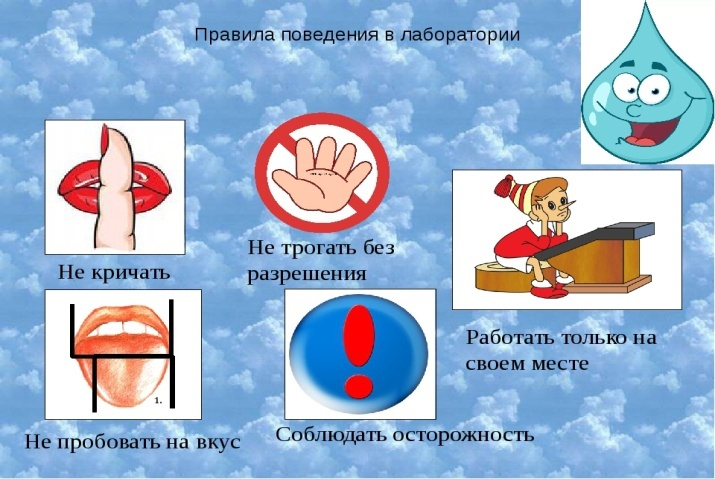 Правила поведения в лаборатории
Не кричать
Не трогать без
разрешения
Работать только на
своем месте
1.
Не пробовать на вкус
Соблюдать осторожность